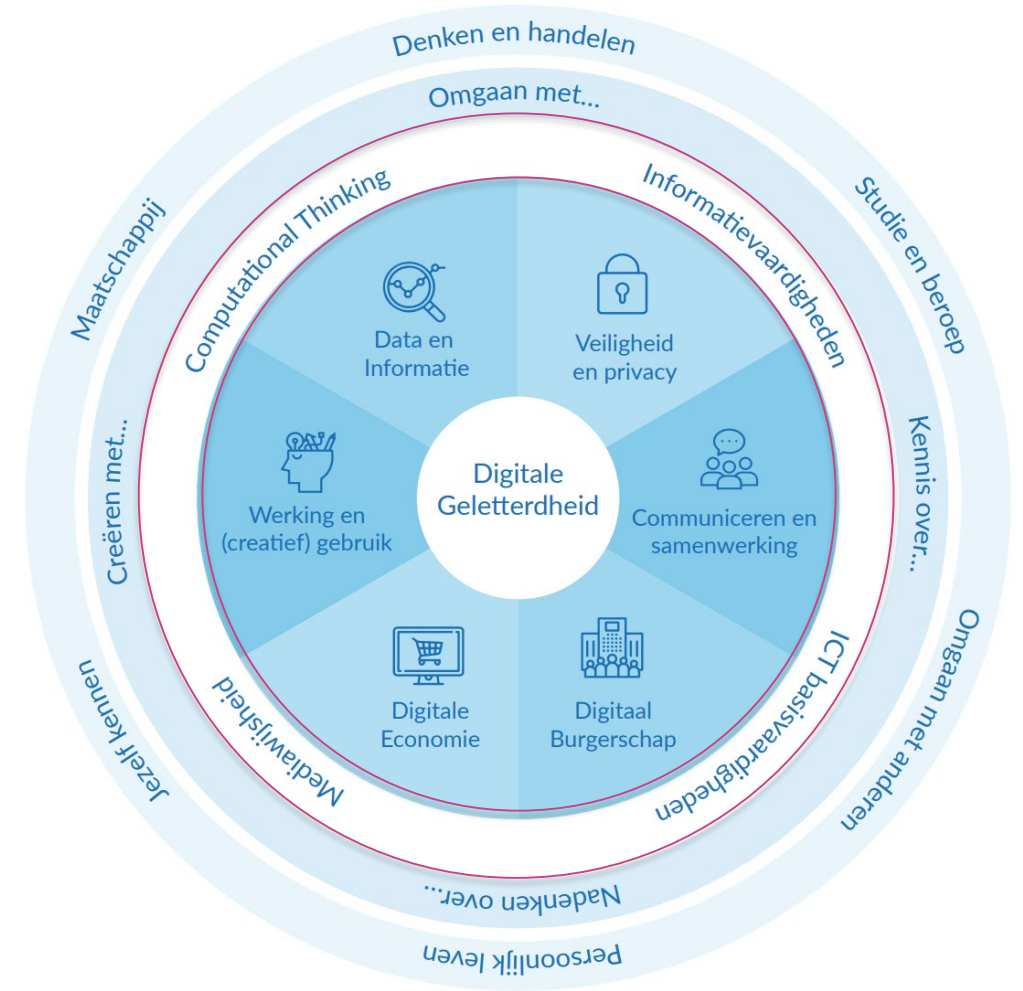 Denken en handelen
Studie en beroep
Omgaan met anderen
Persoonlijk leven
Jezelf kennen
Maatschappij
Omgaan met...
Kennis over...
Nadenken over...
Creëren met...
Computational Thinking
Informatievaardigheden
ICT basisvaardigheden
Mediawijsheid
Data en
Informatie
Veiligheid
en privacy
Communiceren en
samenwerking
Digitaal
Burgerschap
Digitale
Economie
Werking en
(creatief) gebruik
Digitale
Geletterdheid